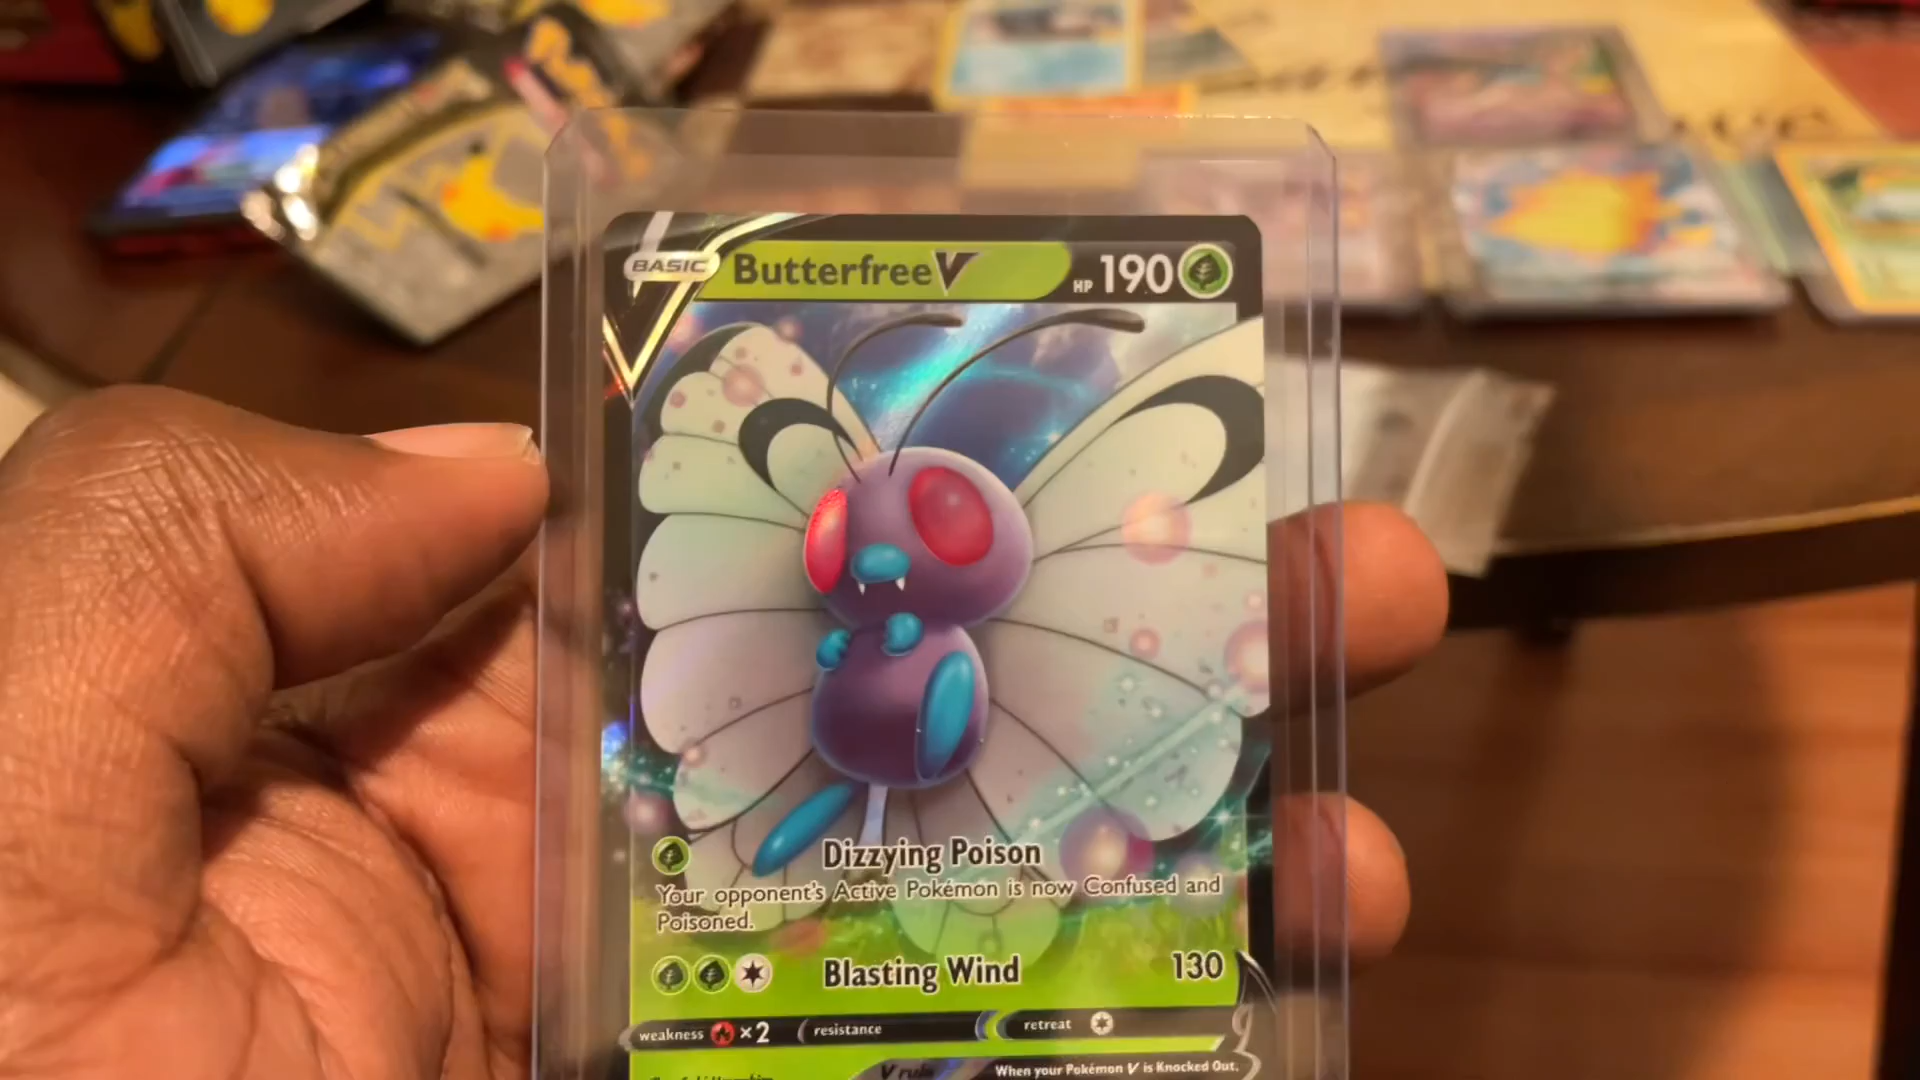 BASIC Butterfree V HP 190
Dizzying Poison
Your opponent's Active Pokémon is now Confused and
Poisoned.
Blasting Wind 130
weakness ×2 resistance retreat
V rule When your Pokémon V is Knocked Out,